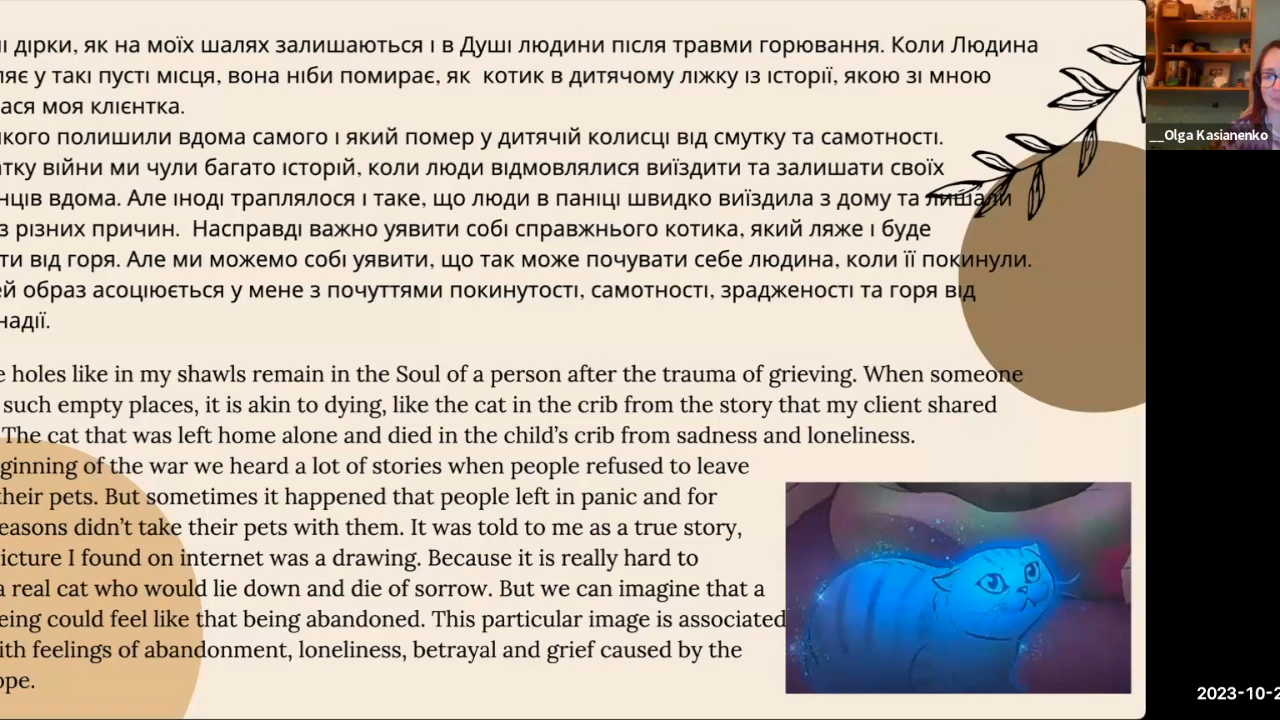 і дірки, як на моїх шалях залишаються і в Душі людини після травми горювання. Коли Людина
ляє у такі пусті місця, вона ніби помирає, як котик в дитячому ліжку із історії, якою зі мною
ася моя клієнтка.
якого полишили вдома самого і який помер у дитячій колисці від смутку та самотності.
тку війни ми чули багато історій, коли люди відмовлялися виїздити та залишати своїх
нців вдома. Але іноді траплялося і таке, що люди в паніці швидко виїздила з дому та лишали
з різних причин. Насправді важно уявити собі справжнього котика, який ляже і буде
ти від горя. Але ми можемо собі уявити, що так може почувати себе людина, коли її покинули.
ей образ асоціюється у мене з почуттями покинутості, самотності, зрадженості та горя від
надії.
e holes like in my shawls remain in the Soul of a person after the trauma of grieving. When someone
such empty places, it is akin to dying, like the cat in the crib from the story that my client shared
The cat that was left home alone and died in the child’s crib from sadness and loneliness.
ginning of the war we heard a lot of stories when people refused to leave
their pets. But sometimes it happened that people left in panic and for
easons didn’t take their pets with them. It was told to me as a true story,
icture I found on internet was a drawing. Because it is really hard to
a real cat who would lie down and die of sorrow. But we can imagine that a
eing could feel like that being abandoned. This particular image is associated
ith feelings of abandonment, loneliness, betrayal and grief caused by the
ope.
__Olga Kasianenko
2023-10-2